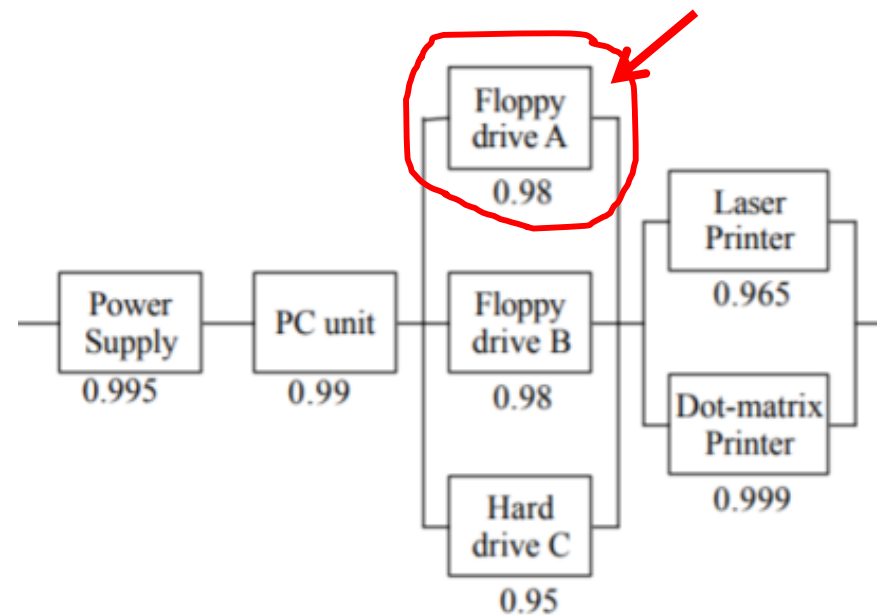 Floppy
drive A
0.98
Laser
Printer
0.965
Power
Supply
0.995
PC unit
0.99
Floppy
drive B
0.98
Dot-matrix
Printer
0.999
Hard
drive C
0.95